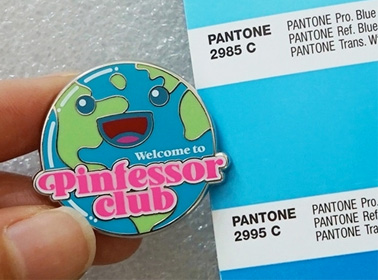 Welcome to
Pinfessor
club
PANTONE
2985 C
PANTONE Pro. Blue
PANTONE Ref. Blue
PANTONE Trans. W
PANTONE
2995 C
PANTONE Pro.
PANTONE Ref
PANTONE Tra